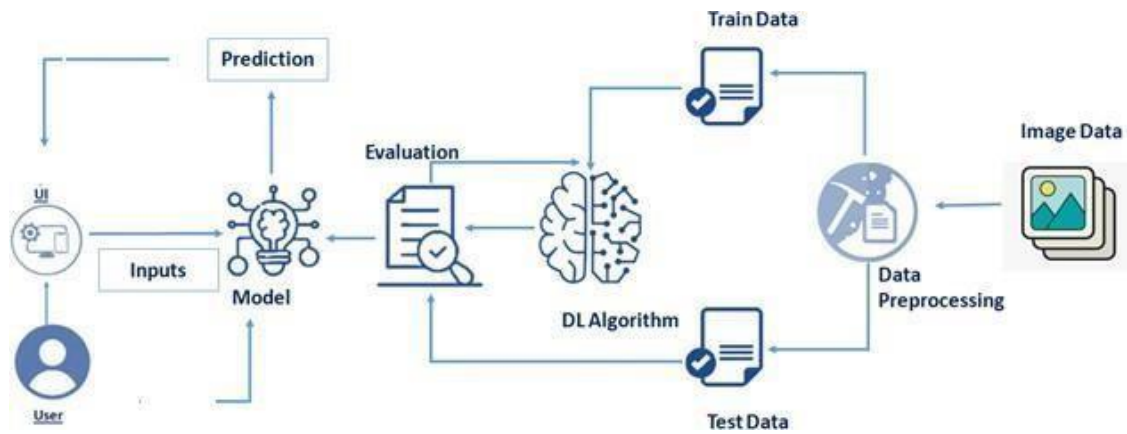 Train Data
Prediction
Image Data
Evaluation
UI
Inputs
Model
Data
Preprocessing
DL Algorithm
User
Test Data